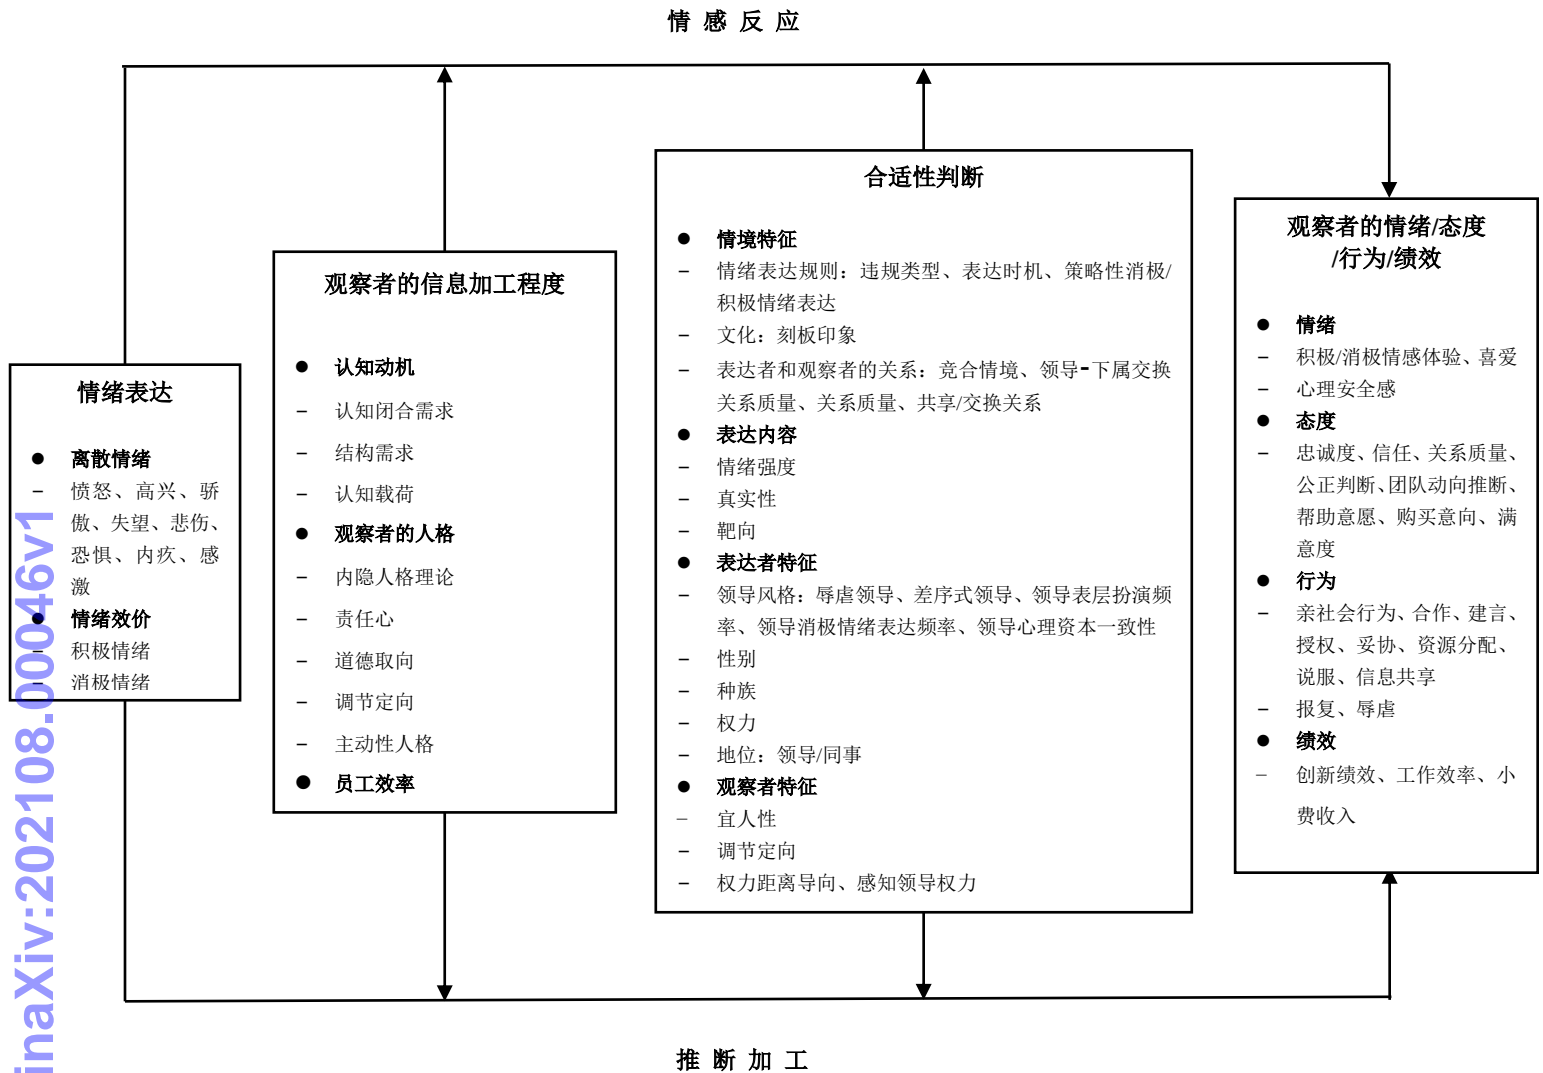 情 感 反 应
情绪表达
● 离散情绪
– 愤怒、高兴、骄
傲、失望、悲伤、
恐惧、内疚、感
激
● 情绪效价
– 积极情绪
– 消极情绪
观察者的信息加工程度
● 认知动机
– 认知闭合需求
– 结构需求
– 认知载荷
● 观察者的人格
– 内隐人格理论
– 责任心
– 道德取向
– 调节定向
– 主动性人格
● 员工效率
合适性判断
● 情境特征
– 情绪表达规则：违规类型、表达时机、策略性消极/
积极情绪表达
– 文化：刻板印象
– 表达者和观察者的关系：竞合情境、领导-下属交换
关系质量、关系质量、共享/交换关系
● 表达内容
– 情绪强度
– 真实性
– 靶向
● 表达者特征
– 领导风格：辱虐领导、差序式领导、领导表层扮演频
率、领导消极情绪表达频率、领导心理资本一致性
– 性别
– 种族
– 权力
– 地位：领导/同事
● 观察者特征
– 宜人性
– 调节定向
– 权力距离导向、感知领导权力
观察者的情绪/态度
/行为/绩效
● 情绪
– 积极/消极情感体验、喜爱
– 心理安全感
● 态度
– 忠诚度、信任、关系质量、
公正判断、团队动向推断、
帮助意愿、购买意向、满
意度
● 行为
– 亲社会行为、合作、建言、
授权、妥协、资源分配、
说服、信息共享
– 报复、辱虐
● 绩效
– 创新绩效、工作效率、小
费收入
推 断 加 工
inaXiv:202108.00046v1